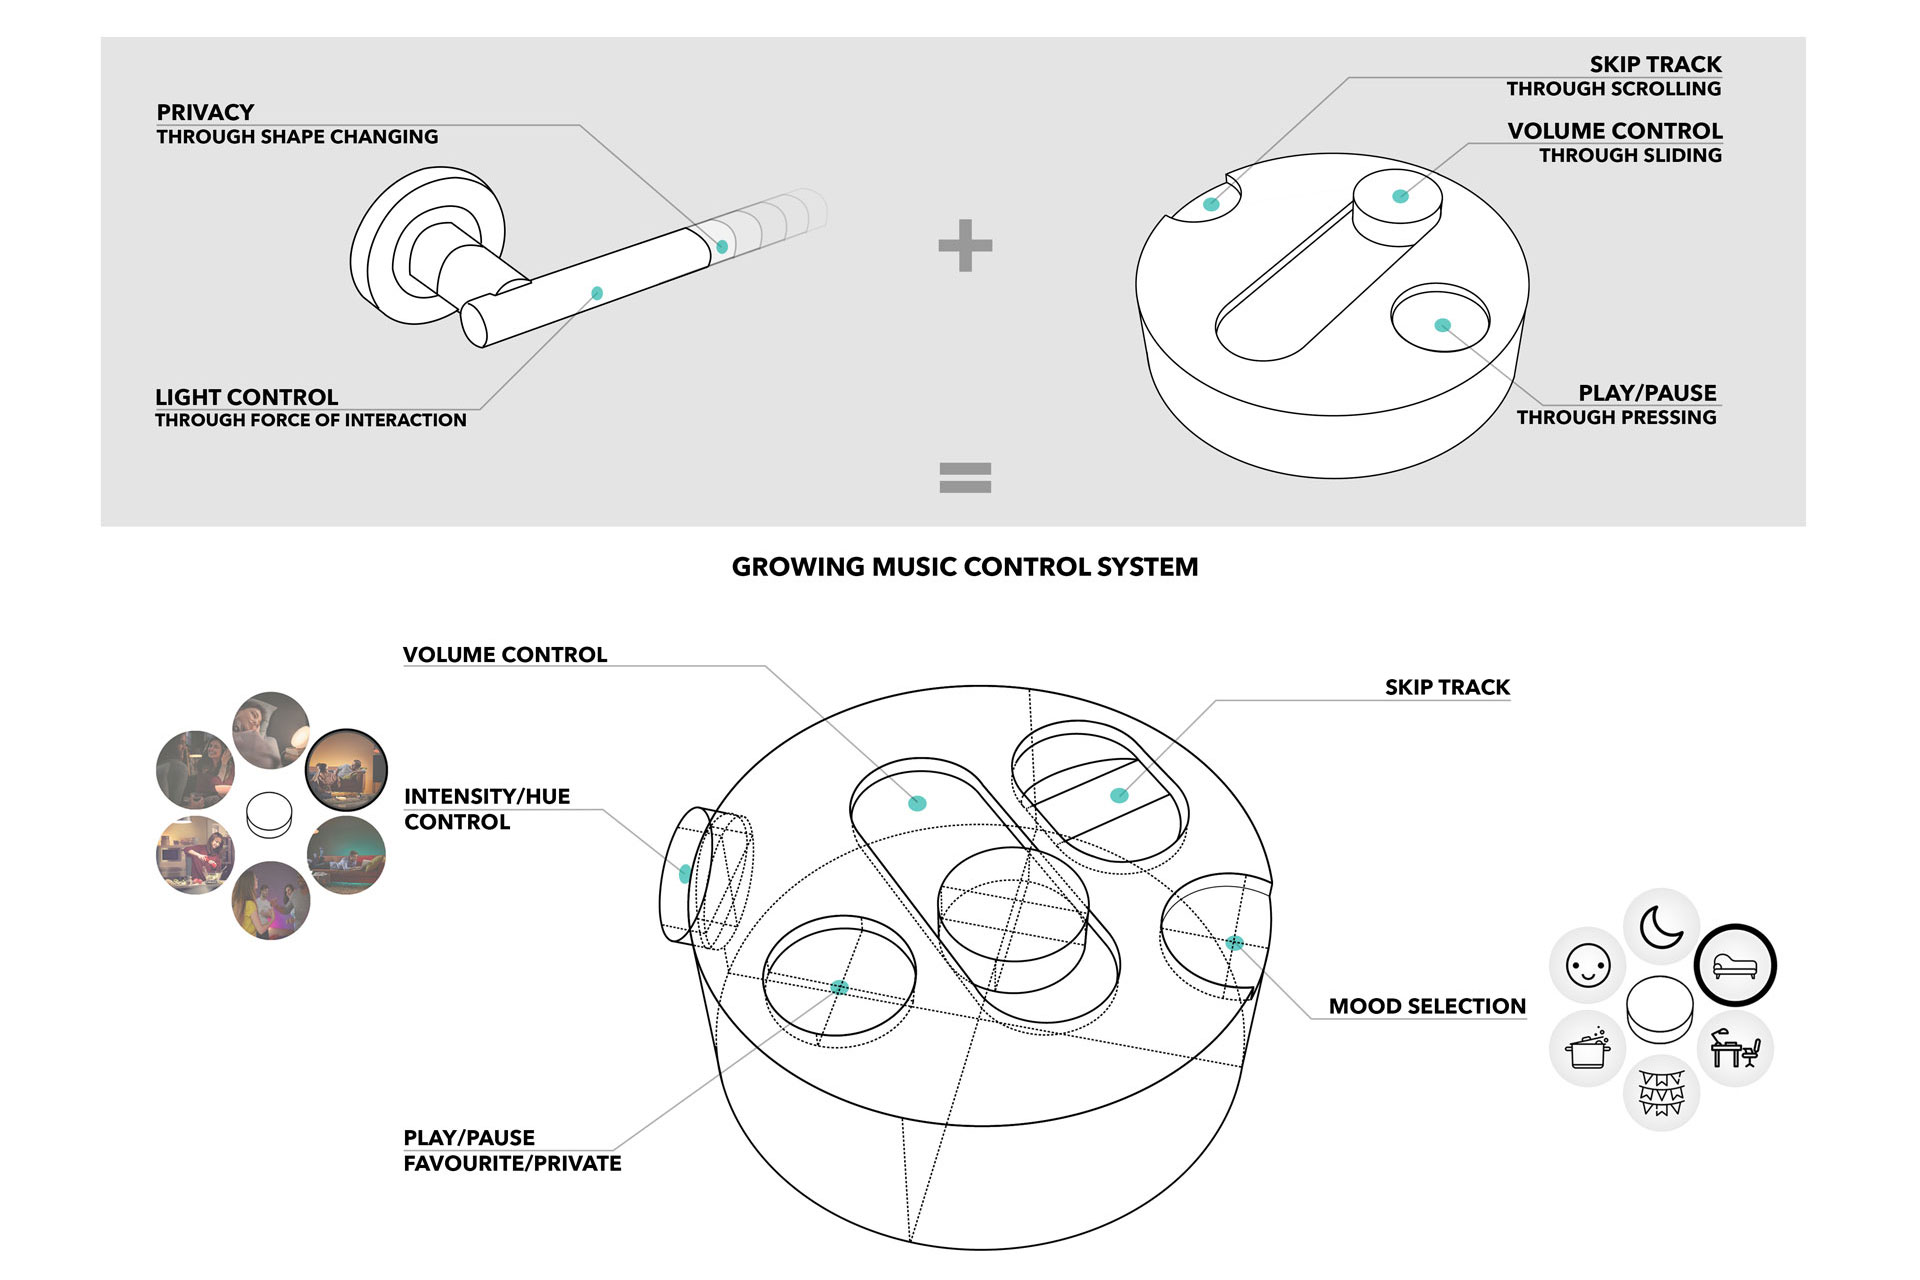 PRIVACY
THROUGH SHAPE CHANGING
LIGHT CONTROL
THROUGH FORCE OF INTERACTION
+
SKIP TRACK
THROUGH SCROLLING
VOLUME CONTROL
THROUGH SLIDING
PLAY/PAUSE
THROUGH PRESSING
=
GROWING MUSIC CONTROL SYSTEM
VOLUME CONTROL
SKIP TRACK
INTENSITY/HUE
CONTROL
MOOD SELECTION
PLAY/PAUSE
FAVOURITE/PRIVATE